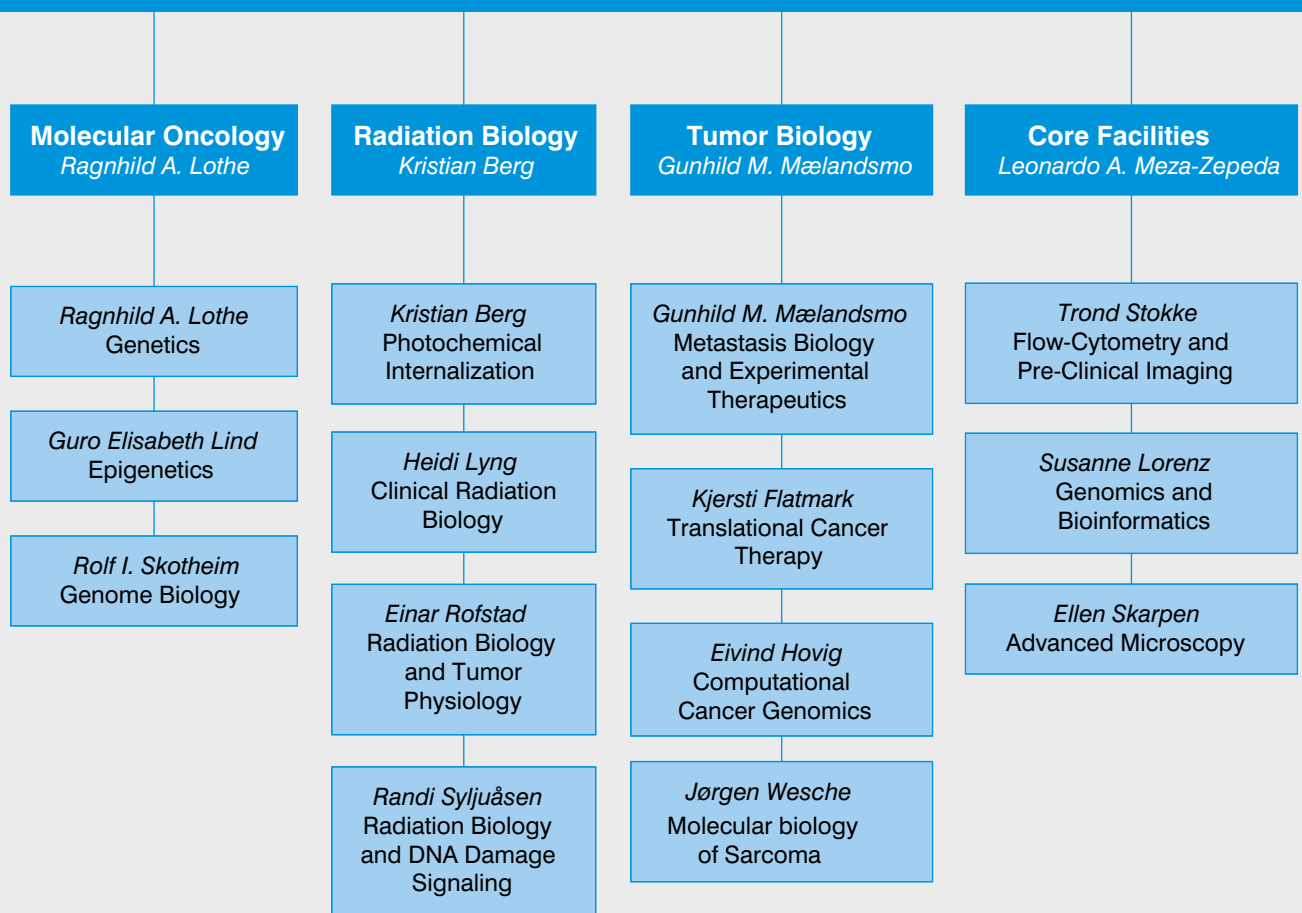 Molecular Oncology
Ragnhild A. Lothe
Ragnhild A. Lothe
Genetics
Guro Elisabeth Lind
Epigenetics
Rolf I. Skotheim
Genome Biology
Radiation Biology
Kristian Berg
Kristian Berg
Photochemical
Internalization
Heidi Lyng
Clinical Radiation
Biology
Einar Rofstad
Radiation Biology
and Tumor
Physiology
Randi Syljuåsen
Radiation Biology
and DNA Damage
Signaling
Tumor Biology
Gunhild M. Mælandsmo
Gunhild M. Mælandsmo
Metastasis Biology
and Experimental
Therapeutics
Kjersti Flatmark
Translational Cancer
Therapy
Eivind Hovig
Computational
Cancer Genomics
Jørgen Wesche
Molecular biology
of Sarcoma
Core Facilities
Leonardo A. Meza-Zepeda
Trond Stokke
Flow-Cytometry and
Pre-Clinical Imaging
Susanne Lorenz
Genomics and
Bioinformatics
Ellen Skarpen
Advanced Microscopy